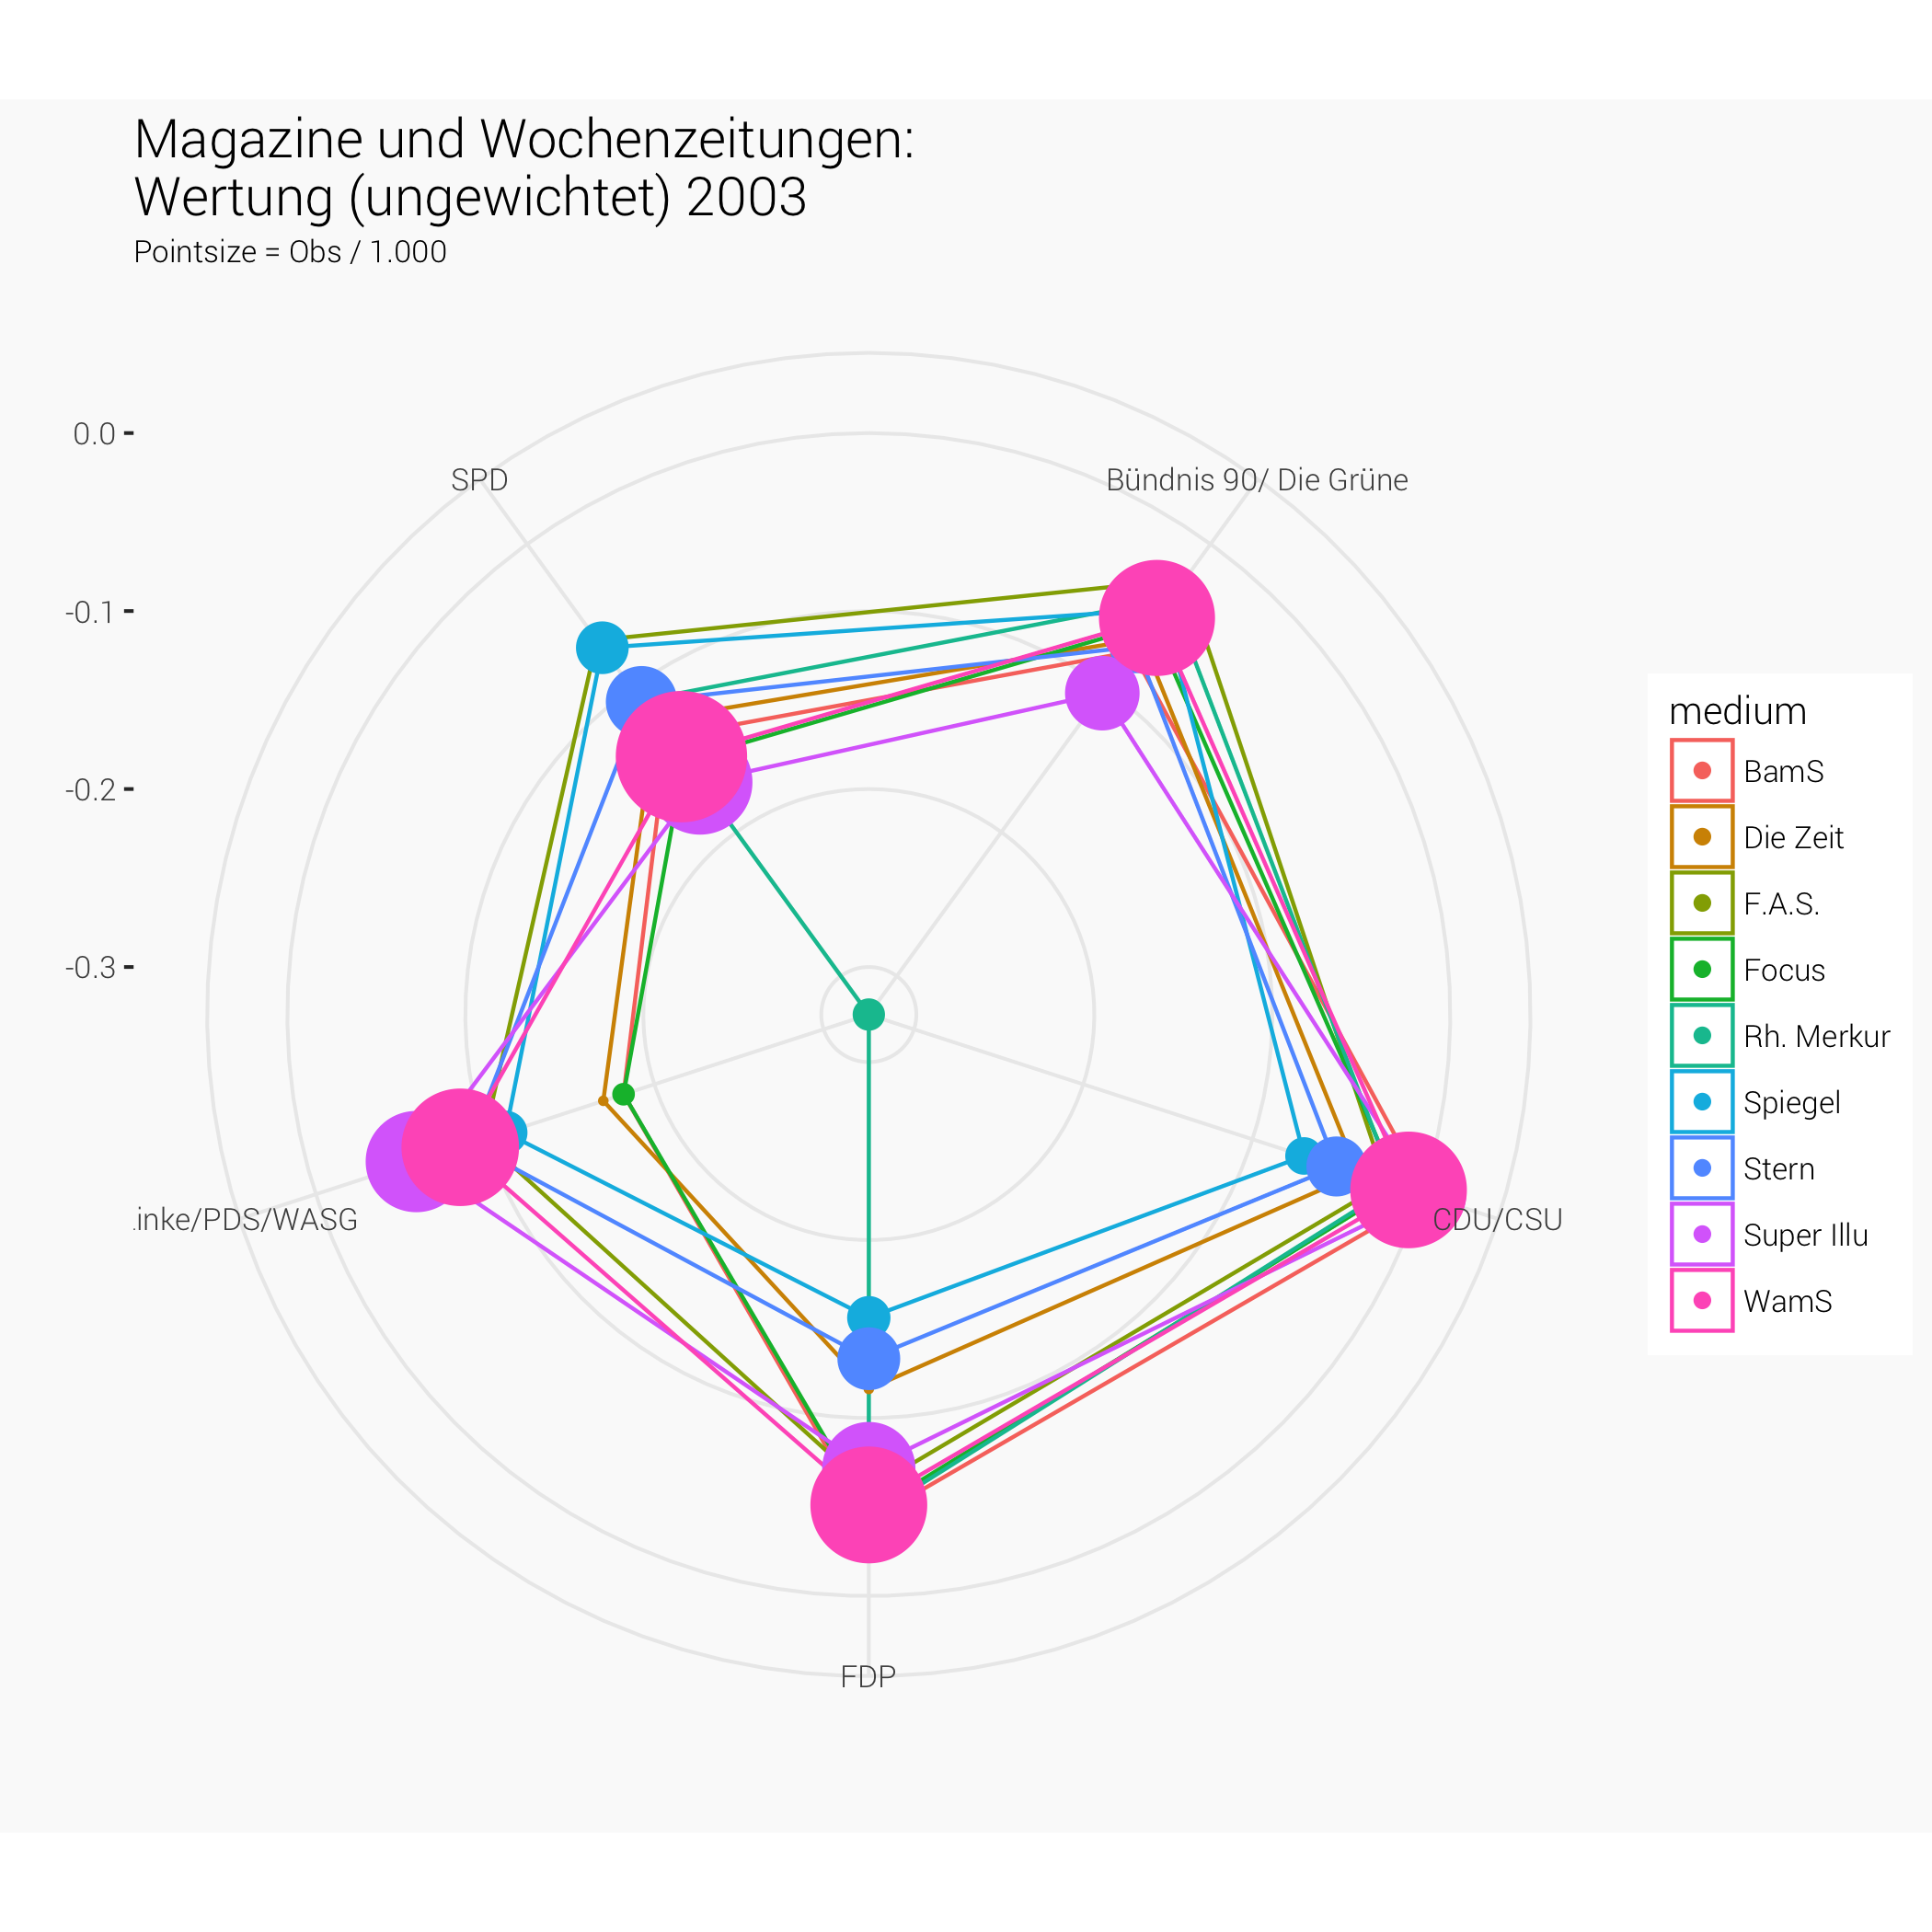 Magazine und Wochenzeitungen:
Wertung (ungewichtet) 2003
Pointsize = Obs / 1.000
0.0
-0.1
-0.2
-0.3
SPD
Bündnis 90/ Die Grüne
.inke/PDS/WASG
CDU/CSU
FDP
medium
BamS
Die Zeit
F.A.S.
Focus
Rh. Merkur
Spiegel
Stern
Super Illu
WamS